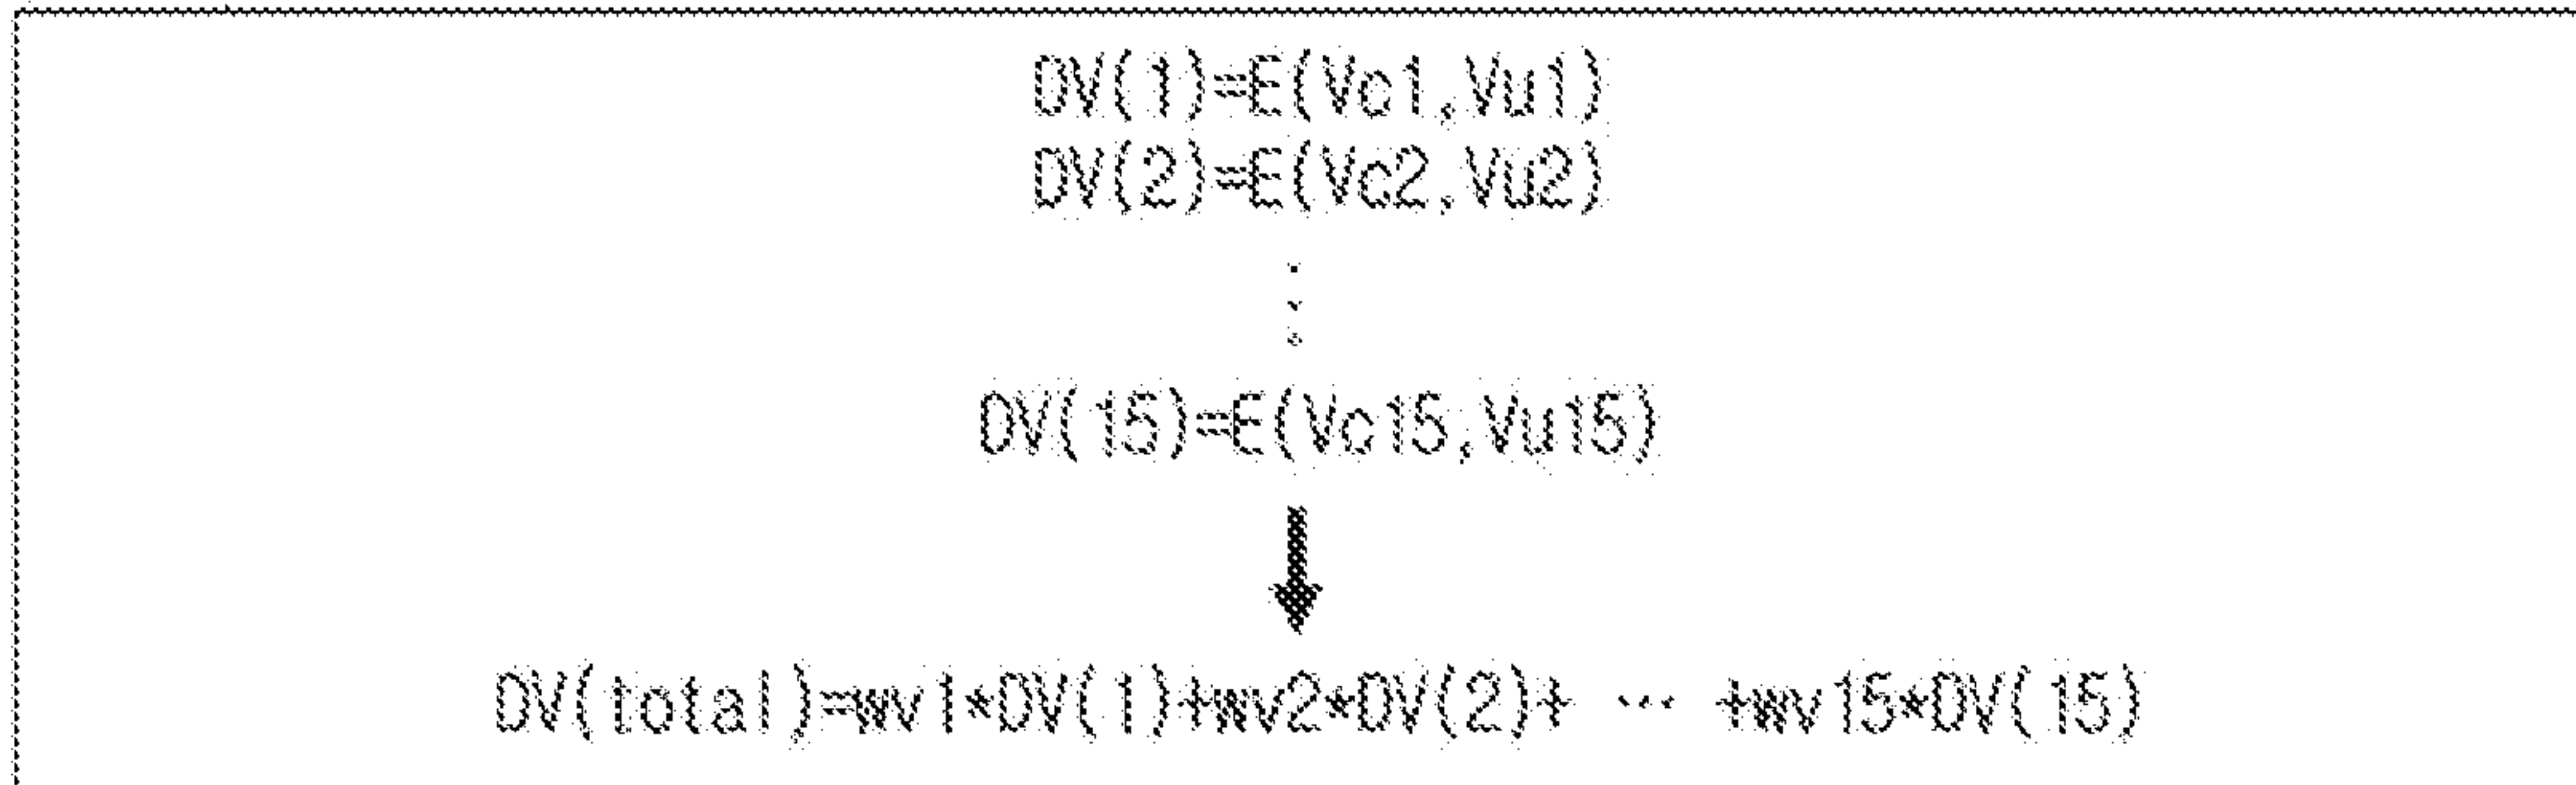 DV(1)=E(Vc1,Vu1)
DV(2)=E(Vc2,Vu2)
⋮
DV(15)=E(Vc15,Vu15)
DV(total)=wv1*DV(1)+wv2*DV(2)+ ··· +wv15*DV(15)